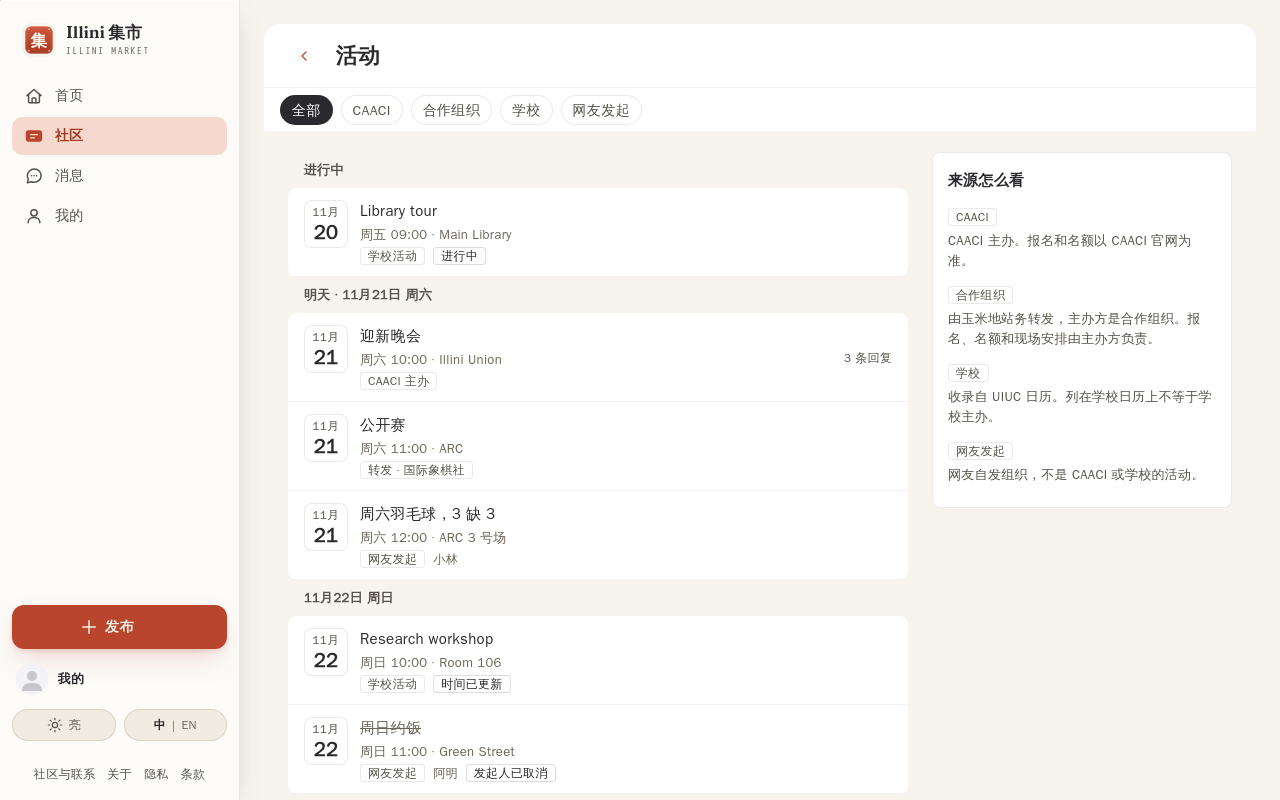 集
Illini 集市
ILLINI MARKET
首页
社区
消息
我的
发布
我的
亮
中 | EN
社区与联系 关于 隐私 条款
活动
全部 CAACI 合作组织 学校 网友发起
进行中
11月
20
Library tour
周五 09:00 · Main Library
学校活动 进行中
明天 · 11月21日 周六
11月
21
迎新晚会
周六 10:00 · Illini Union
CAACI 主办
3 条回复
11月
21
公开赛
周六 11:00 · ARC
转发 · 国际象棋社
11月
21
周六羽毛球，3 缺 3
周六 12:00 · ARC 3 号场
网友发起 小林
11月22日 周日
11月
22
Research workshop
周日 10:00 · Room 106
学校活动 时间已更新
11月
22
周日约饭
周日 11:00 · Green Street
网友发起 阿明 发起人已取消
来源怎么看
CAACI
CAACI 主办。报名和名额以 CAACI 官网为
准。
合作组织
由玉米地站务转发，主办方是合作组织。报
名、名额和现场安排由主办方负责。
学校
收录自 UIUC 日历。列在学校日历上不等于学
校主办。
网友发起
网友自发组织，不是 CAACI 或学校的活动。